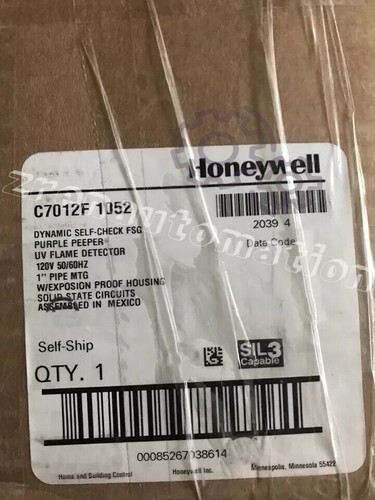 Honeywell
C7012F 1052
2039 4
Date Code
DYNAMIC SELF-CHECK FSG
PURPLE PEEPER
UV FLAME DETECTOR
120V 50/60HZ
1" PIPE MTG
W/EXPOSION PROOF HOUSING
SOLID STATE CIRCUITS
ASSEMBLED IN MEXICO
Self-Ship
SIL3
Capable
QTY. 1
00085267038614
Home and Building Control Honeywell Inc. Minneapolis, Minnesota 55422